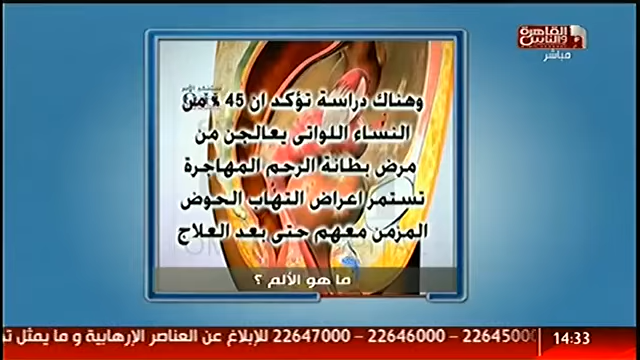 القاهرة
والناس
مباشر
وهناك دراسة تؤكد ان 45 % من
النساء اللواتى يعالجن من
مرض بطانة الرحم المهاجرة
تستمر اعراض التهاب الحوض
المزمن معهم حتى بعد العلاج
ما هو الألم ؟
22645000 – 22646000 – 22647000 للإبلاغ عن العناصر الإرهابية و ما يمثل
14:33